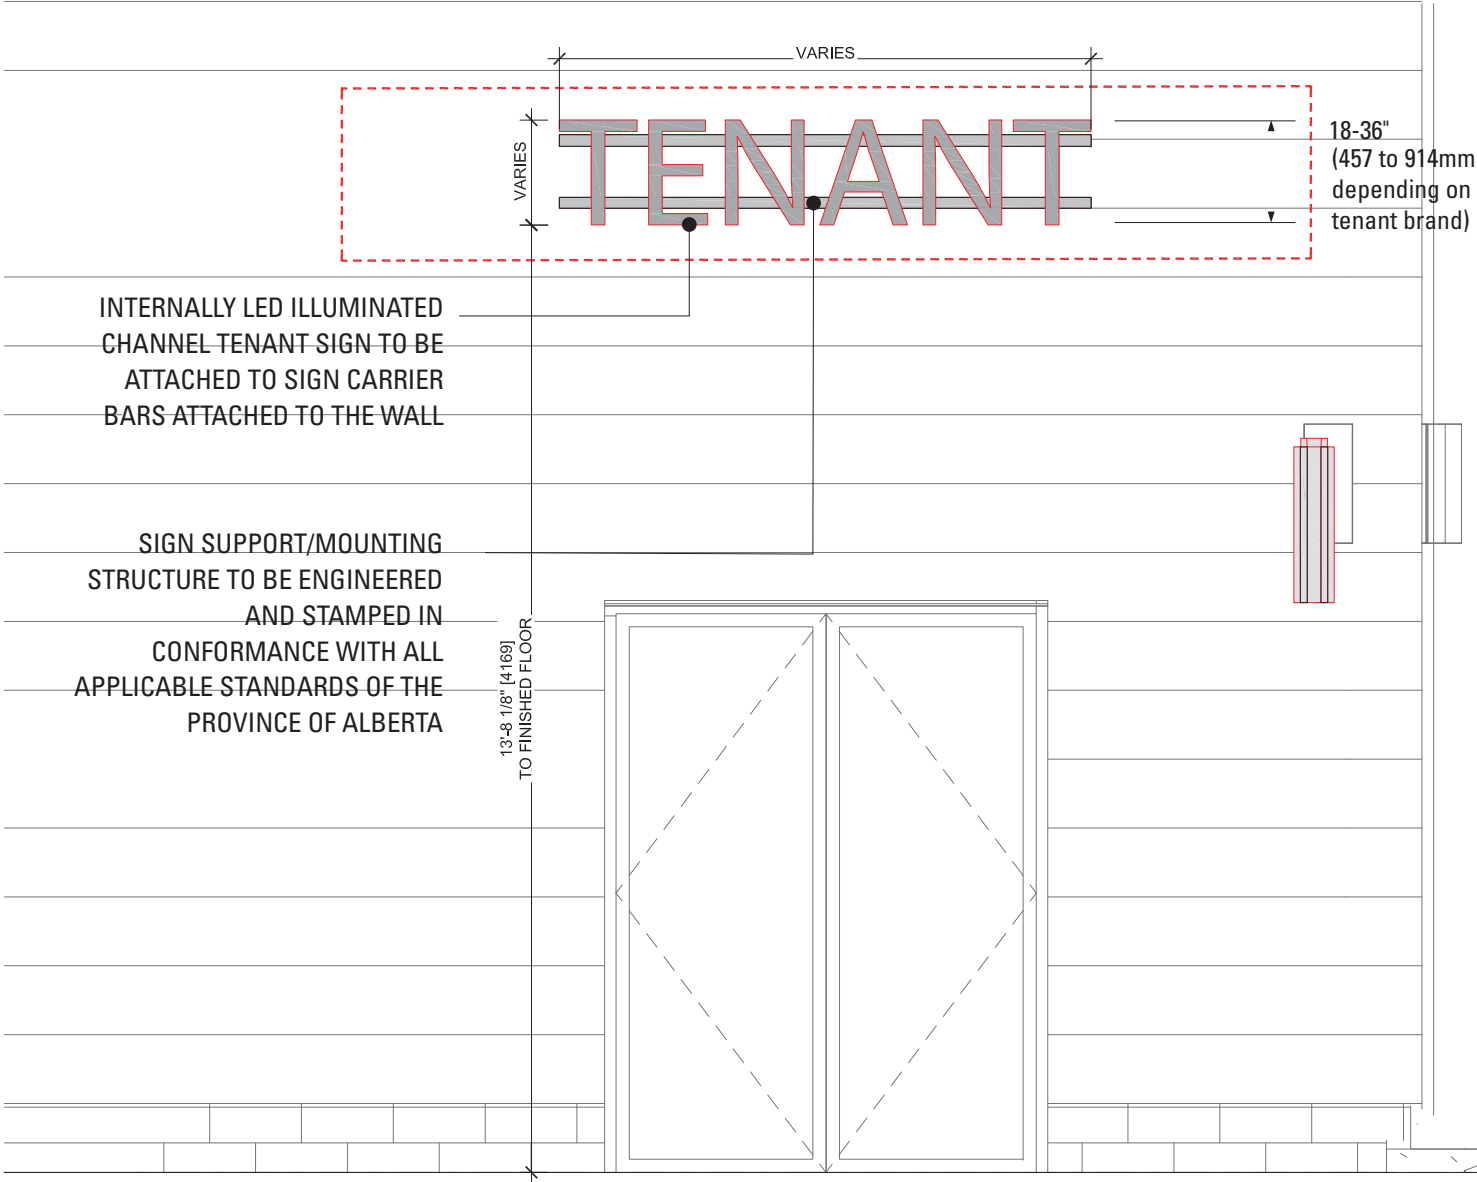 VARIES
TENANT
VARIES
18-36"
(457 to 914mm
depending on
tenant brand)
INTERNALLY LED ILLUMINATED
CHANNEL TENANT SIGN TO BE
ATTACHED TO SIGN CARRIER
BARS ATTACHED TO THE WALL
SIGN SUPPORT/MOUNTING
STRUCTURE TO BE ENGINEERED
AND STAMPED IN
CONFORMANCE WITH ALL
APPLICABLE STANDARDS OF THE
PROVINCE OF ALBERTA
13'-8 1/8" [4169]
TO FINISHED FLOOR